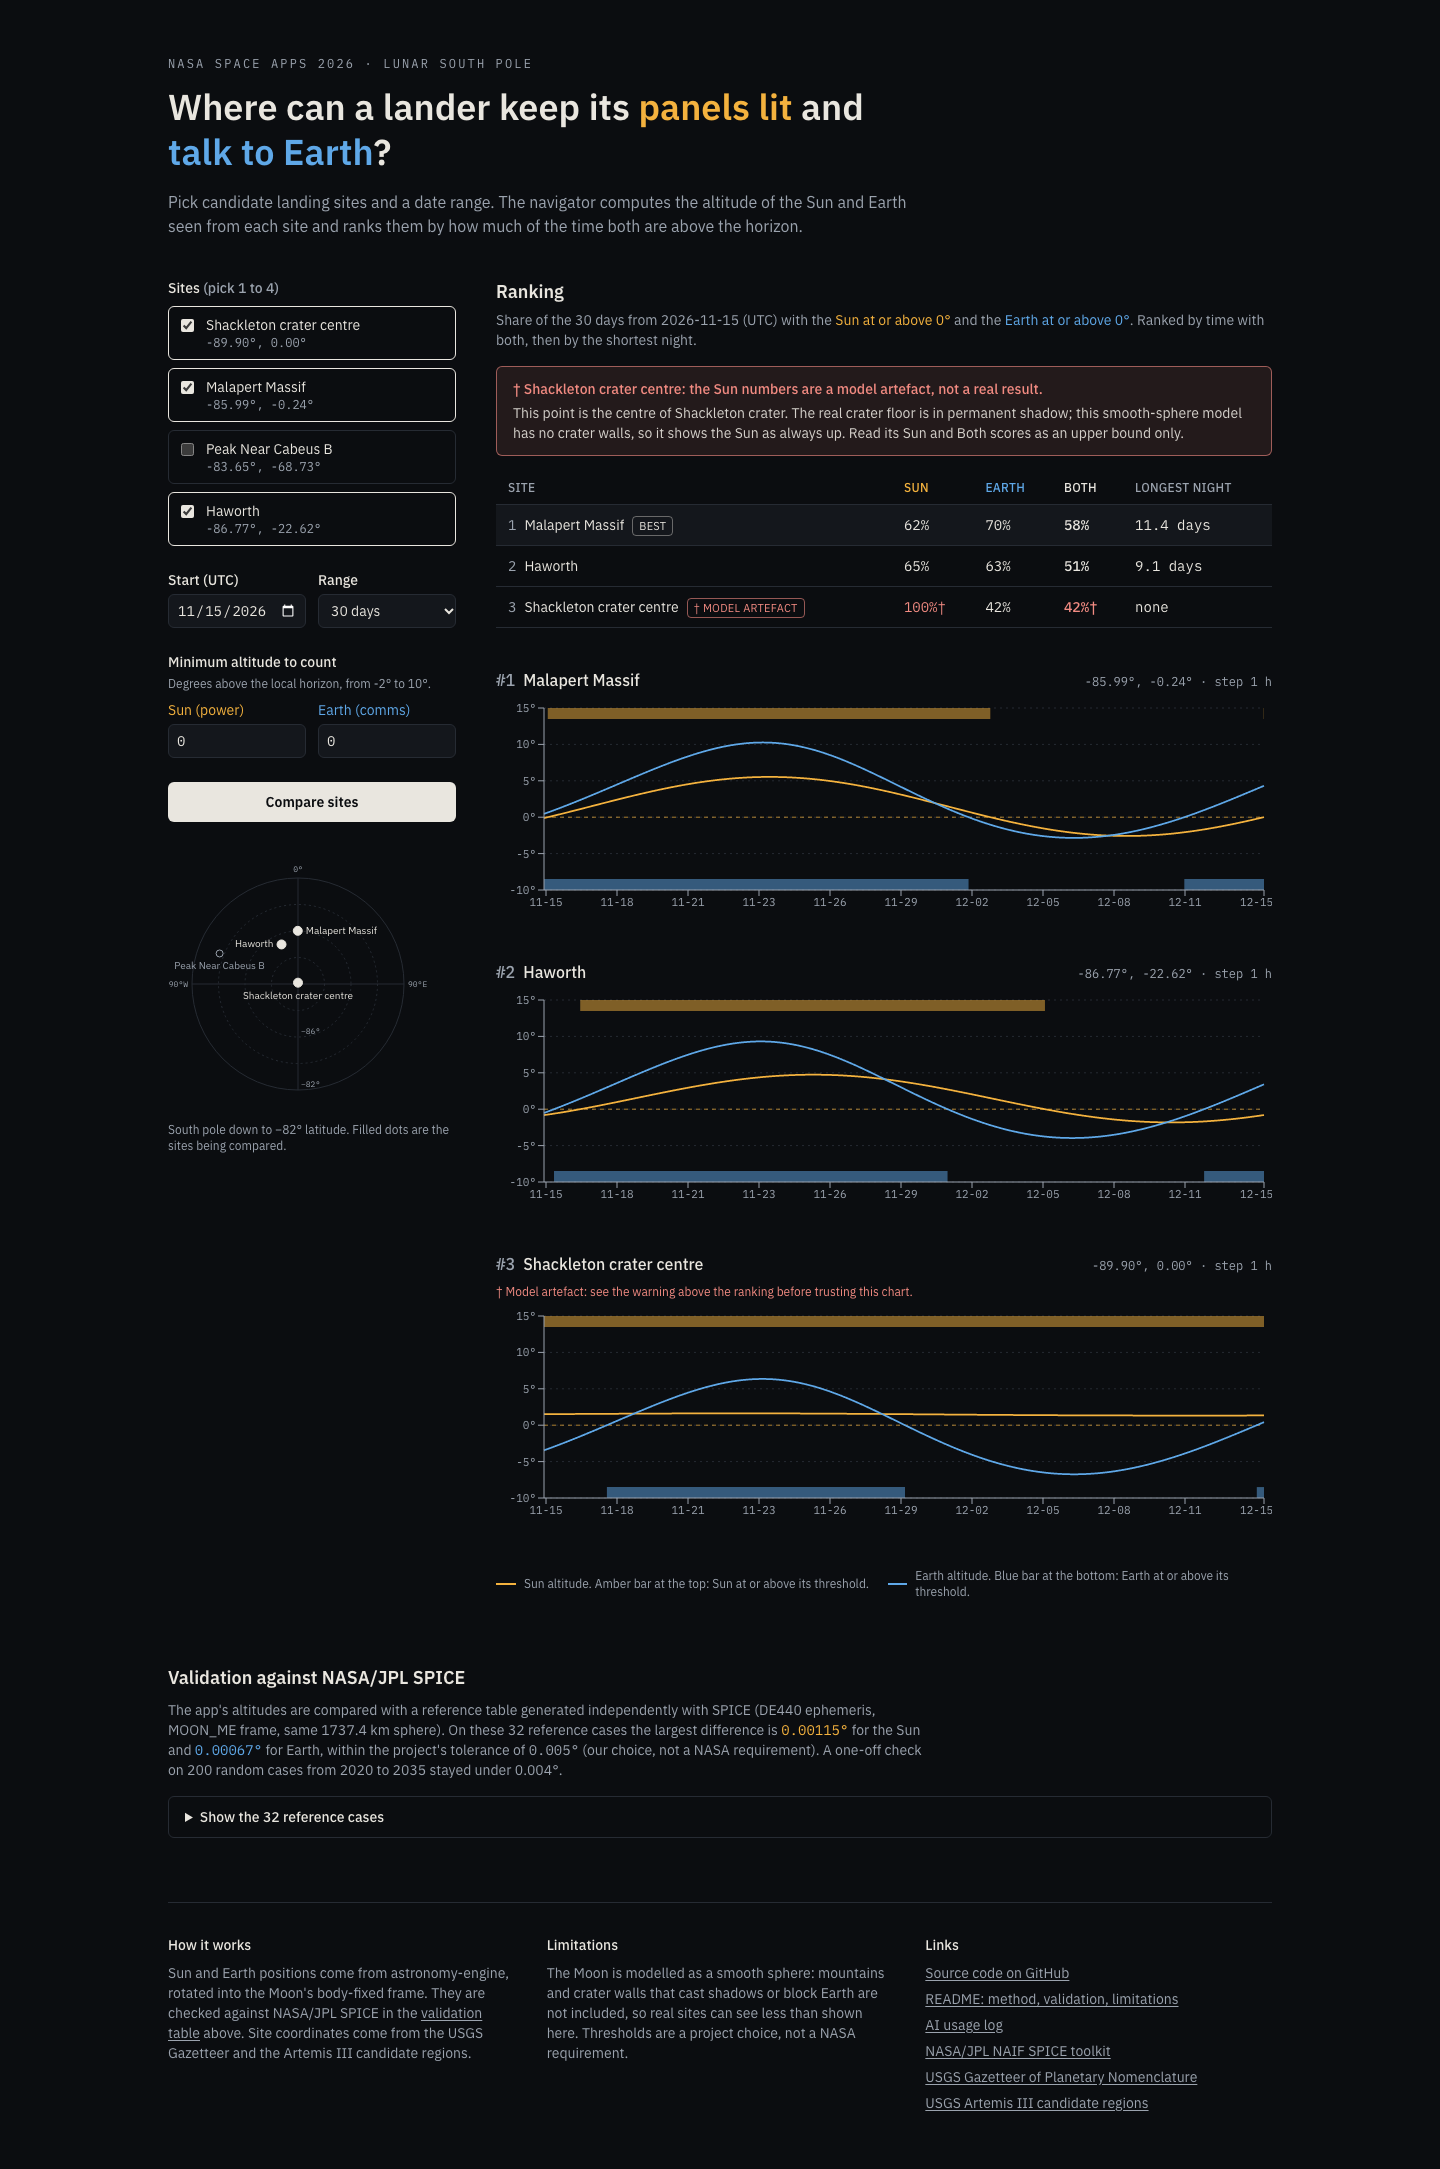 NASA SPACE APPS 2026 · LUNAR SOUTH POLE
Where can a lander keep its panels lit and
talk to Earth?
Pick candidate landing sites and a date range. The navigator computes the altitude of the Sun and Earth
seen from each site and ranks them by how much of the time both are above the horizon.
Sites (pick 1 to 4)
Shackleton crater centre
-89.90°, 0.00°
Malapert Massif
-85.99°, -0.24°
Peak Near Cabeus B
-83.65°, -68.73°
Haworth
-86.77°, -22.62°
Start (UTC) Range
11/15/2026 30 days
Minimum altitude to count
Degrees above the local horizon, from -2° to 10°.
Sun (power) Earth (comms)
0 0
Compare sites
0°
Malapert Massif
Haworth
Peak Near Cabeus B
90°W 90°E
Shackleton crater centre
−86°
−82°
South pole down to −82° latitude. Filled dots are the
sites being compared.
Ranking
Share of the 30 days from 2026-11-15 (UTC) with the Sun at or above 0° and the Earth at or above 0°. Ranked by time with
both, then by the shortest night.
† Shackleton crater centre: the Sun numbers are a model artefact, not a real result.
This point is the centre of Shackleton crater. The real crater floor is in permanent shadow; this smooth-sphere model
has no crater walls, so it shows the Sun as always up. Read its Sun and Both scores as an upper bound only.
SITE SUN EARTH BOTH LONGEST NIGHT
1 Malapert Massif BEST 62% 70% 58% 11.4 days
2 Haworth 65% 63% 51% 9.1 days
3 Shackleton crater centre † MODEL ARTEFACT 100%† 42% 42%† none
#1 Malapert Massif -85.99°, -0.24° · step 1 h
15°
10°
5°
0°
-5°
-10°
11-15 11-18 11-21 11-23 11-26 11-29 12-02 12-05 12-08 12-11 12-15
#2 Haworth -86.77°, -22.62° · step 1 h
15°
10°
5°
0°
-5°
-10°
11-15 11-18 11-21 11-23 11-26 11-29 12-02 12-05 12-08 12-11 12-15
#3 Shackleton crater centre -89.90°, 0.00° · step 1 h
† Model artefact: see the warning above the ranking before trusting this chart.
15°
10°
5°
0°
-5°
-10°
11-15 11-18 11-21 11-23 11-26 11-29 12-02 12-05 12-08 12-11 12-15
Sun altitude. Amber bar at the top: Sun at or above its threshold.
Earth altitude. Blue bar at the bottom: Earth at or above its
threshold.
Validation against NASA/JPL SPICE
The app's altitudes are compared with a reference table generated independently with SPICE (DE440 ephemeris,
MOON_ME frame, same 1737.4 km sphere). On these 32 reference cases the largest difference is 0.00115° for the Sun
and 0.00067° for Earth, within the project's tolerance of 0.005° (our choice, not a NASA requirement). A one-off check
on 200 random cases from 2020 to 2035 stayed under 0.004°.
▶ Show the 32 reference cases
How it works
Sun and Earth positions come from astronomy-engine,
rotated into the Moon's body-fixed frame. They are
checked against NASA/JPL SPICE in the validation
table above. Site coordinates come from the USGS
Gazetteer and the Artemis III candidate regions.
Limitations
The Moon is modelled as a smooth sphere: mountains
and crater walls that cast shadows or block Earth are
not included, so real sites can see less than shown
here. Thresholds are a project choice, not a NASA
requirement.
Links
Source code on GitHub
README: method, validation, limitations
AI usage log
NASA/JPL NAIF SPICE toolkit
USGS Gazetteer of Planetary Nomenclature
USGS Artemis III candidate regions